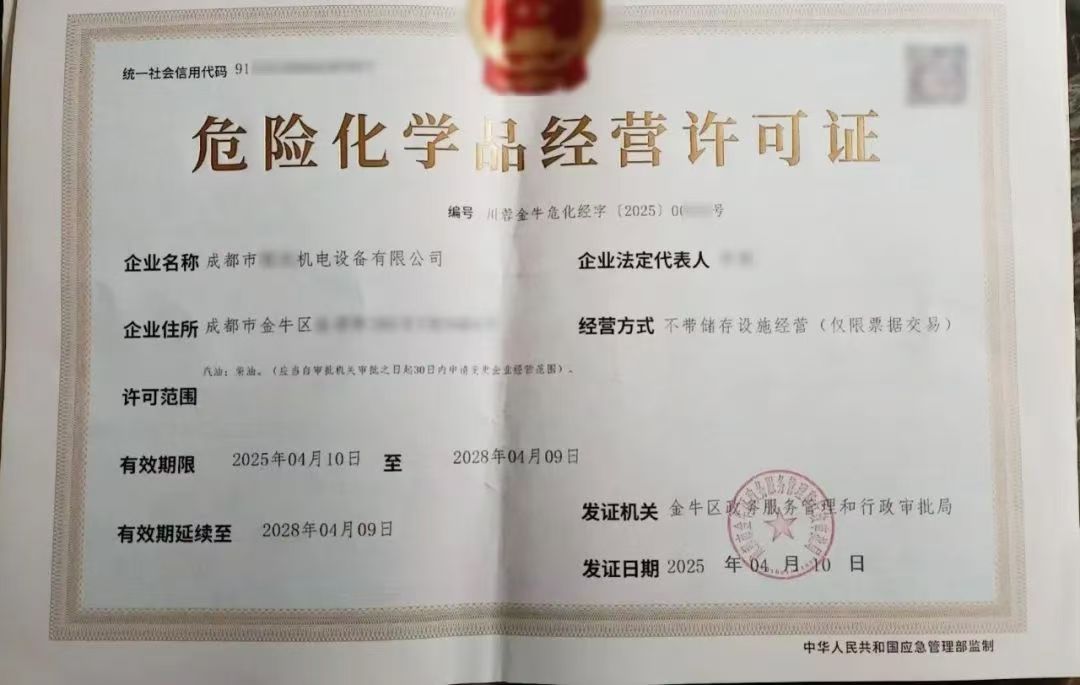 统一社会信用代码 91
危险化学品经营许可证
编号 川蓉金牛危化经字〔2025〕00 号
企业名称 成都市 机电设备有限公司
企业法定代表人
企业住所 成都市金牛区
经营方式 不带储存设施经营（仅限票据交易）
汽油；柴油。（应当自审批机关审批之日起30日内申请变更企业经营范围）。
许可范围
有效期限 2025年04月10日 至 2028年04月09日
有效期延续至 2028年04月09日
发证机关 金牛区政务服务管理和行政审批局
发证日期 2025 年 04 月 10 日
中华人民共和国应急管理部监制